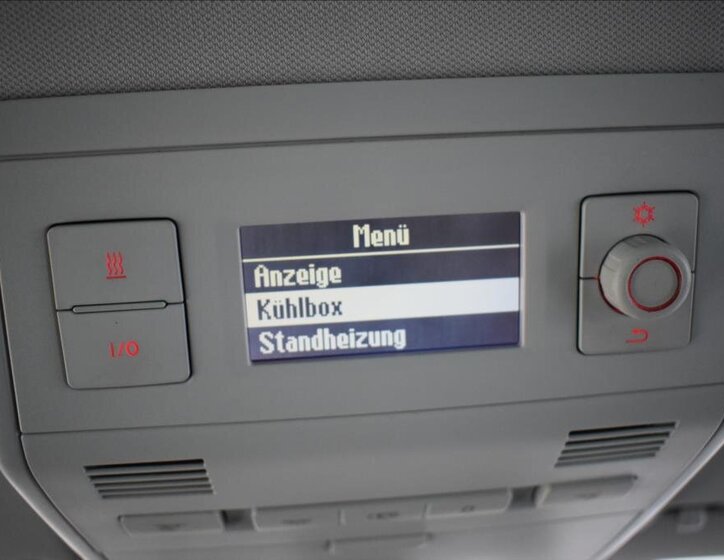 Menü
Anzeige
Kühlbox
Standheizung
I/O